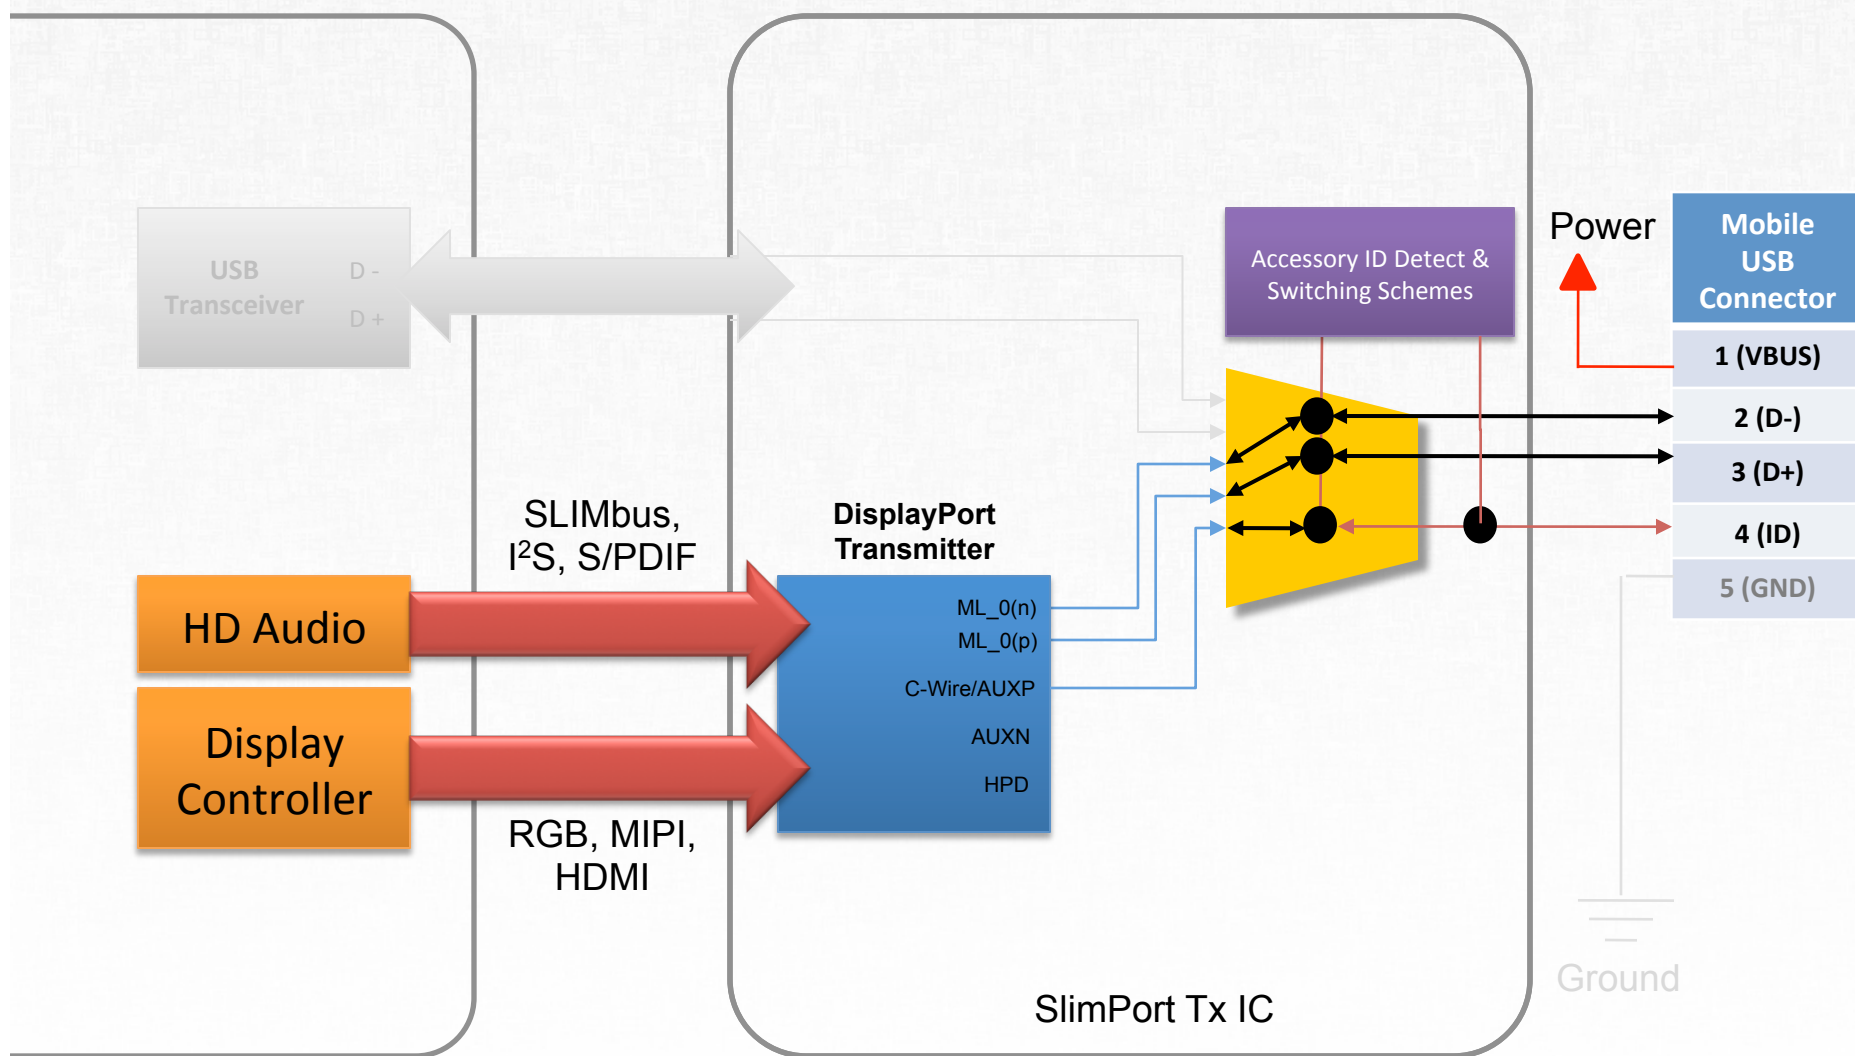 USB
Transceiver
D -
D +
Accessory ID Detect &
Switching Schemes
Power
Mobile
USB
Connector
1 (VBUS)
2 (D-)
3 (D+)
4 (ID)
5 (GND)
SLIMbus,
I²S, S/PDIF
DisplayPort
Transmitter
HD Audio
ML_0(n)
ML_0(p)
C-Wire/AUXP
AUXN
HPD
Display
Controller
RGB, MIPI,
HDMI
Ground
SlimPort Tx IC